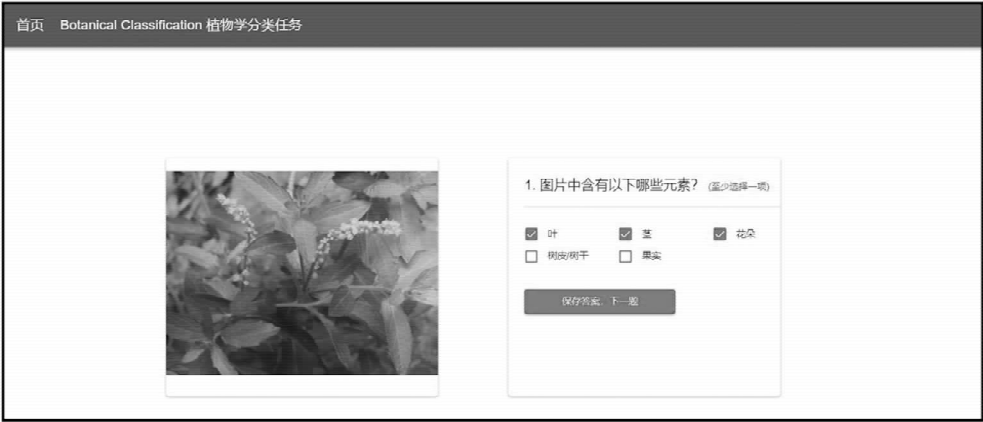 首页 Botanical Classification 植物学分类任务
1. 图片中含有以下哪些元素？ (至少选择一项)
叶 茎 花朵
树皮/树干 果实
保存答案，下一题